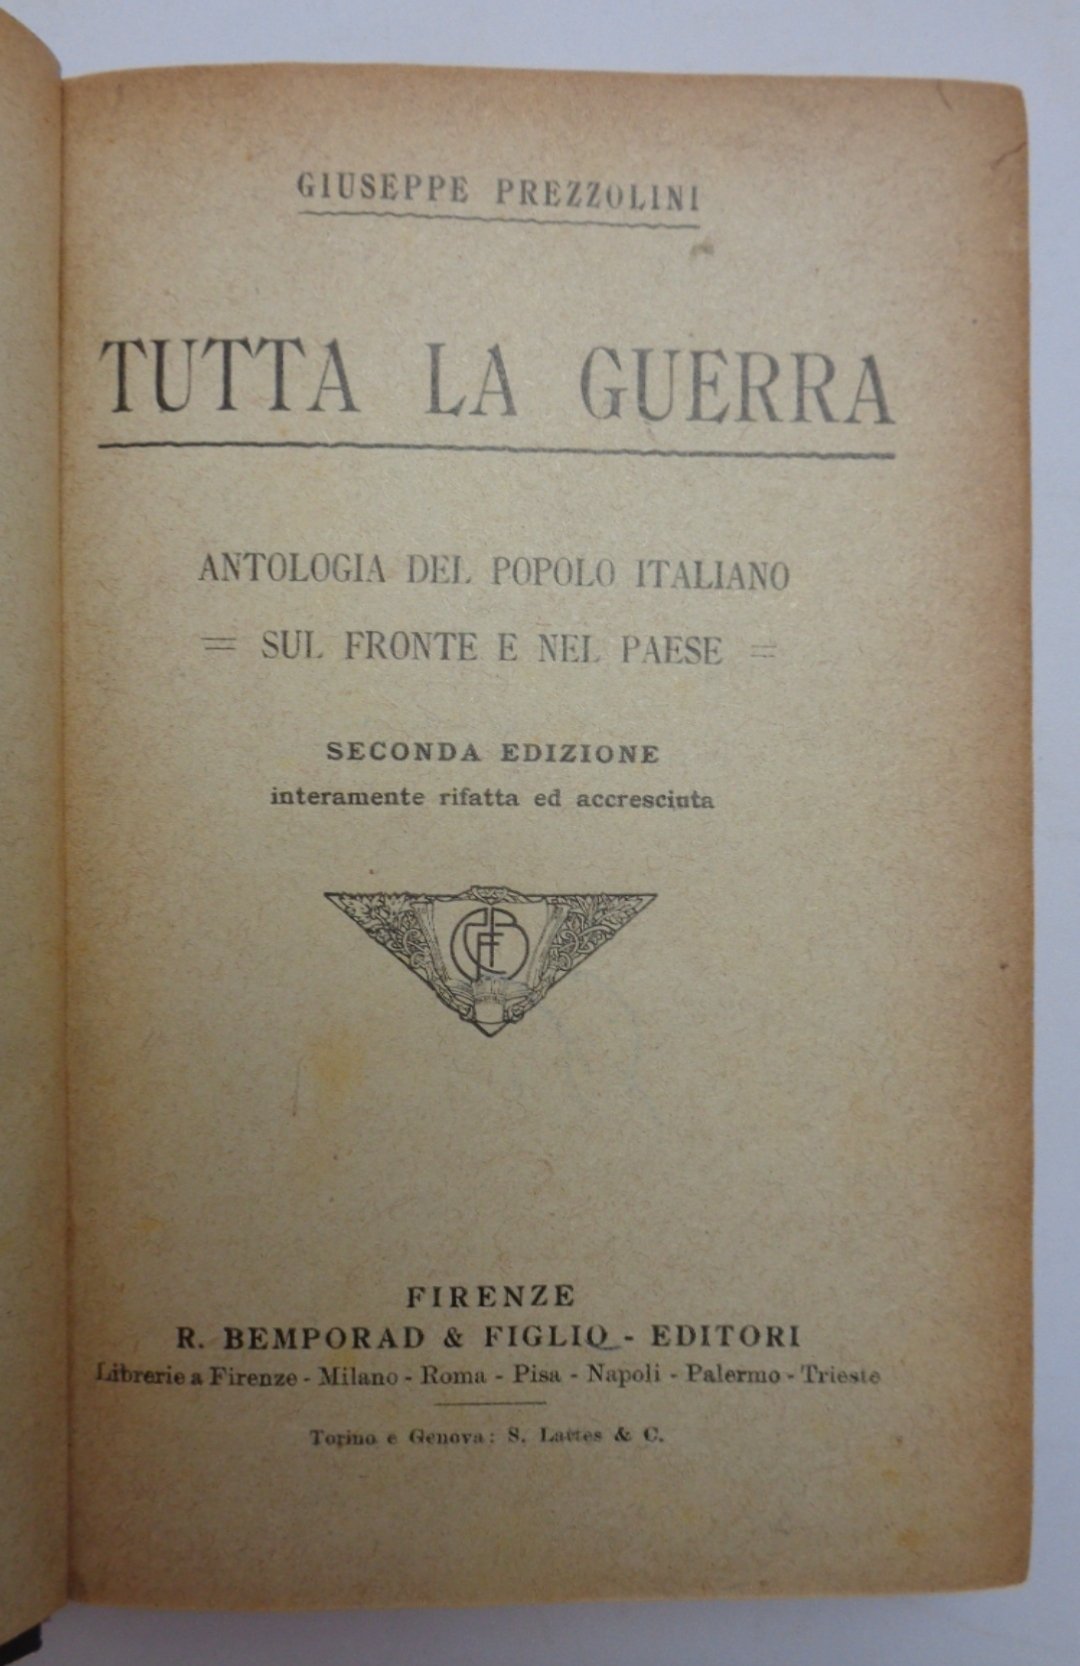 GIUSEPPE PREZZOLINI
TUTTA LA GUERRA
ANTOLOGIA DEL POPOLO ITALIANO
= SUL FRONTE E NEL PAESE =
SECONDA EDIZIONE
interamente rifatta ed accresciuta
FIRENZE
R. BEMPORAD & FIGLIO - EDITORI
Librerie a Firenze - Milano - Roma - Pisa - Napoli - Palermo - Trieste
Torino e Genova: S. Lattes & C.